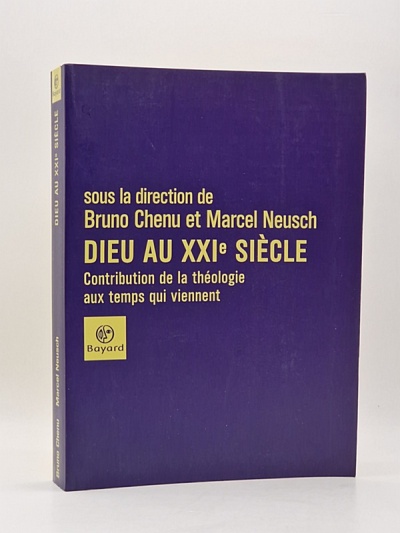 sous la direction de
Bruno Chenu et Marcel Neusch
DIEU AU XXIe SIÈCLE
Contribution de la théologie
aux temps qui viennent
Bayard
DIEU AU XXIe SIÈCLE
Bruno Chenu Marcel Neusch